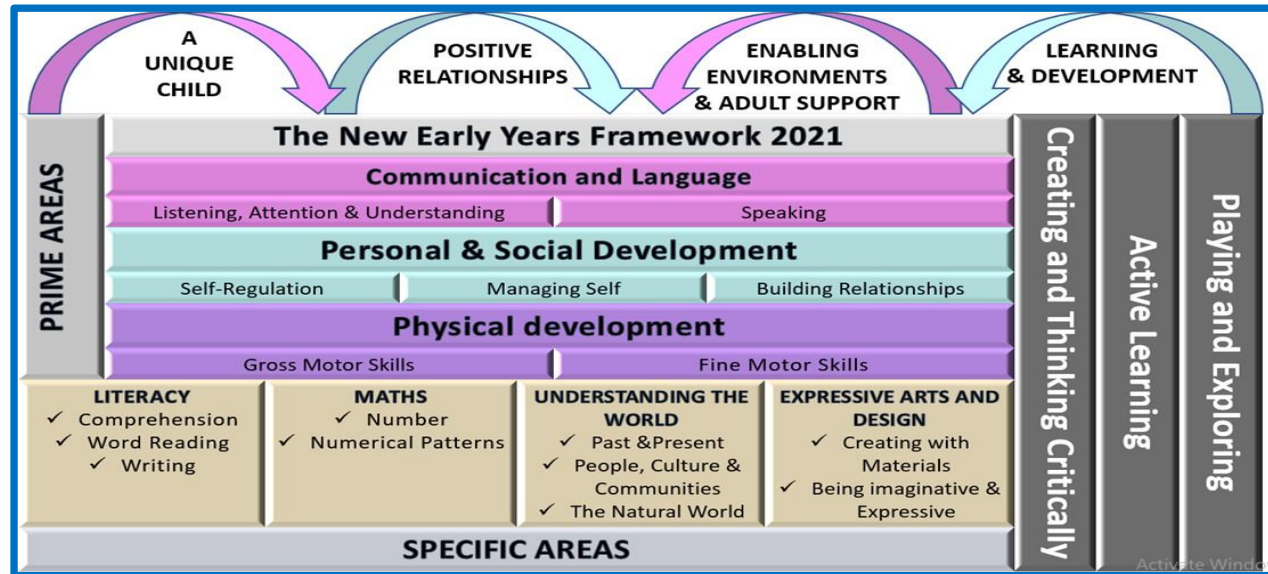 A
UNIQUE
CHILD
POSITIVE
RELATIONSHIPS
ENABLING
ENVIRONMENTS
& ADULT SUPPORT
LEARNING
& DEVELOPMENT
PRIME AREAS
The New Early Years Framework 2021
Communication and Language
Listening, Attention & Understanding
Speaking
Personal & Social Development
Self-Regulation
Managing Self
Building Relationships
Physical development
Gross Motor Skills
Fine Motor Skills
LITERACY
✓ Comprehension
✓ Word Reading
✓ Writing
MATHS
✓ Number
✓ Numerical Patterns
UNDERSTANDING THE
WORLD
✓ Past &Present
✓ People, Culture &
Communities
✓ The Natural World
EXPRESSIVE ARTS AND
DESIGN
✓ Creating with
Materials
✓ Being imaginative &
Expressive
SPECIFIC AREAS
Creating and Thinking Critically
Active Learning
Playing and Exploring
Activate Windo